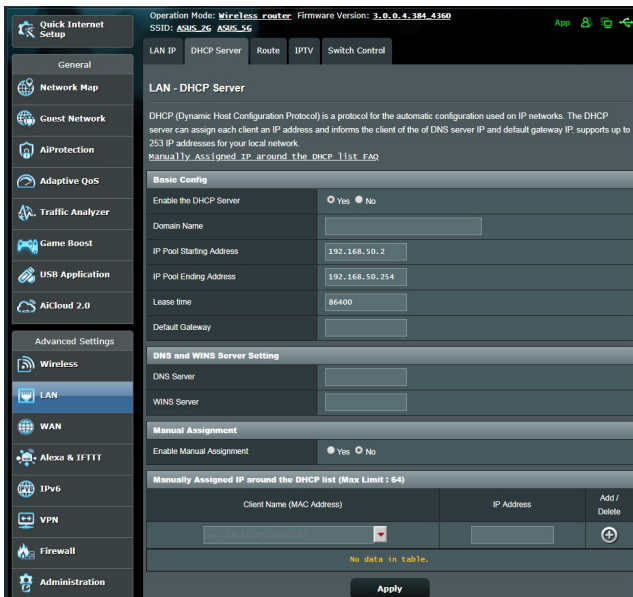 Quick Internet
Setup
General
Network Map
Guest Network
AiProtection
Adaptive QoS
Traffic Analyzer
Game Boost
USB Application
AiCloud 2.0
Advanced Settings
Wireless
LAN
WAN
Alexa & IFTTT
IPv6
VPN
Firewall
Administration
Operation Mode: Wireless router Firmware Version: 3.0.0.4.384_4360
SSID: ASUS_2G ASUS_5G
App
LAN IP DHCP Server Route IPTV Switch Control
LAN - DHCP Server
DHCP (Dynamic Host Configuration Protocol) is a protocol for the automatic configuration used on IP networks. The DHCP
server can assign each client an IP address and informs the client of the of DNS server IP and default gateway IP. supports up to
253 IP addresses for your local network.
Manually Assigned IP around the DHCP list FAQ
Basic Config
Enable the DHCP Server Yes No
Domain Name
IP Pool Starting Address 192.168.50.2
IP Pool Ending Address 192.168.50.254
Lease time 86400
Default Gateway
DNS and WINS Server Setting
DNS Server
WINS Server
Manual Assignment
Enable Manual Assignment Yes No
Manually Assigned IP around the DHCP list (Max Limit : 64)
Client Name (MAC Address) IP Address Add /
Delete
No data in table.
Apply